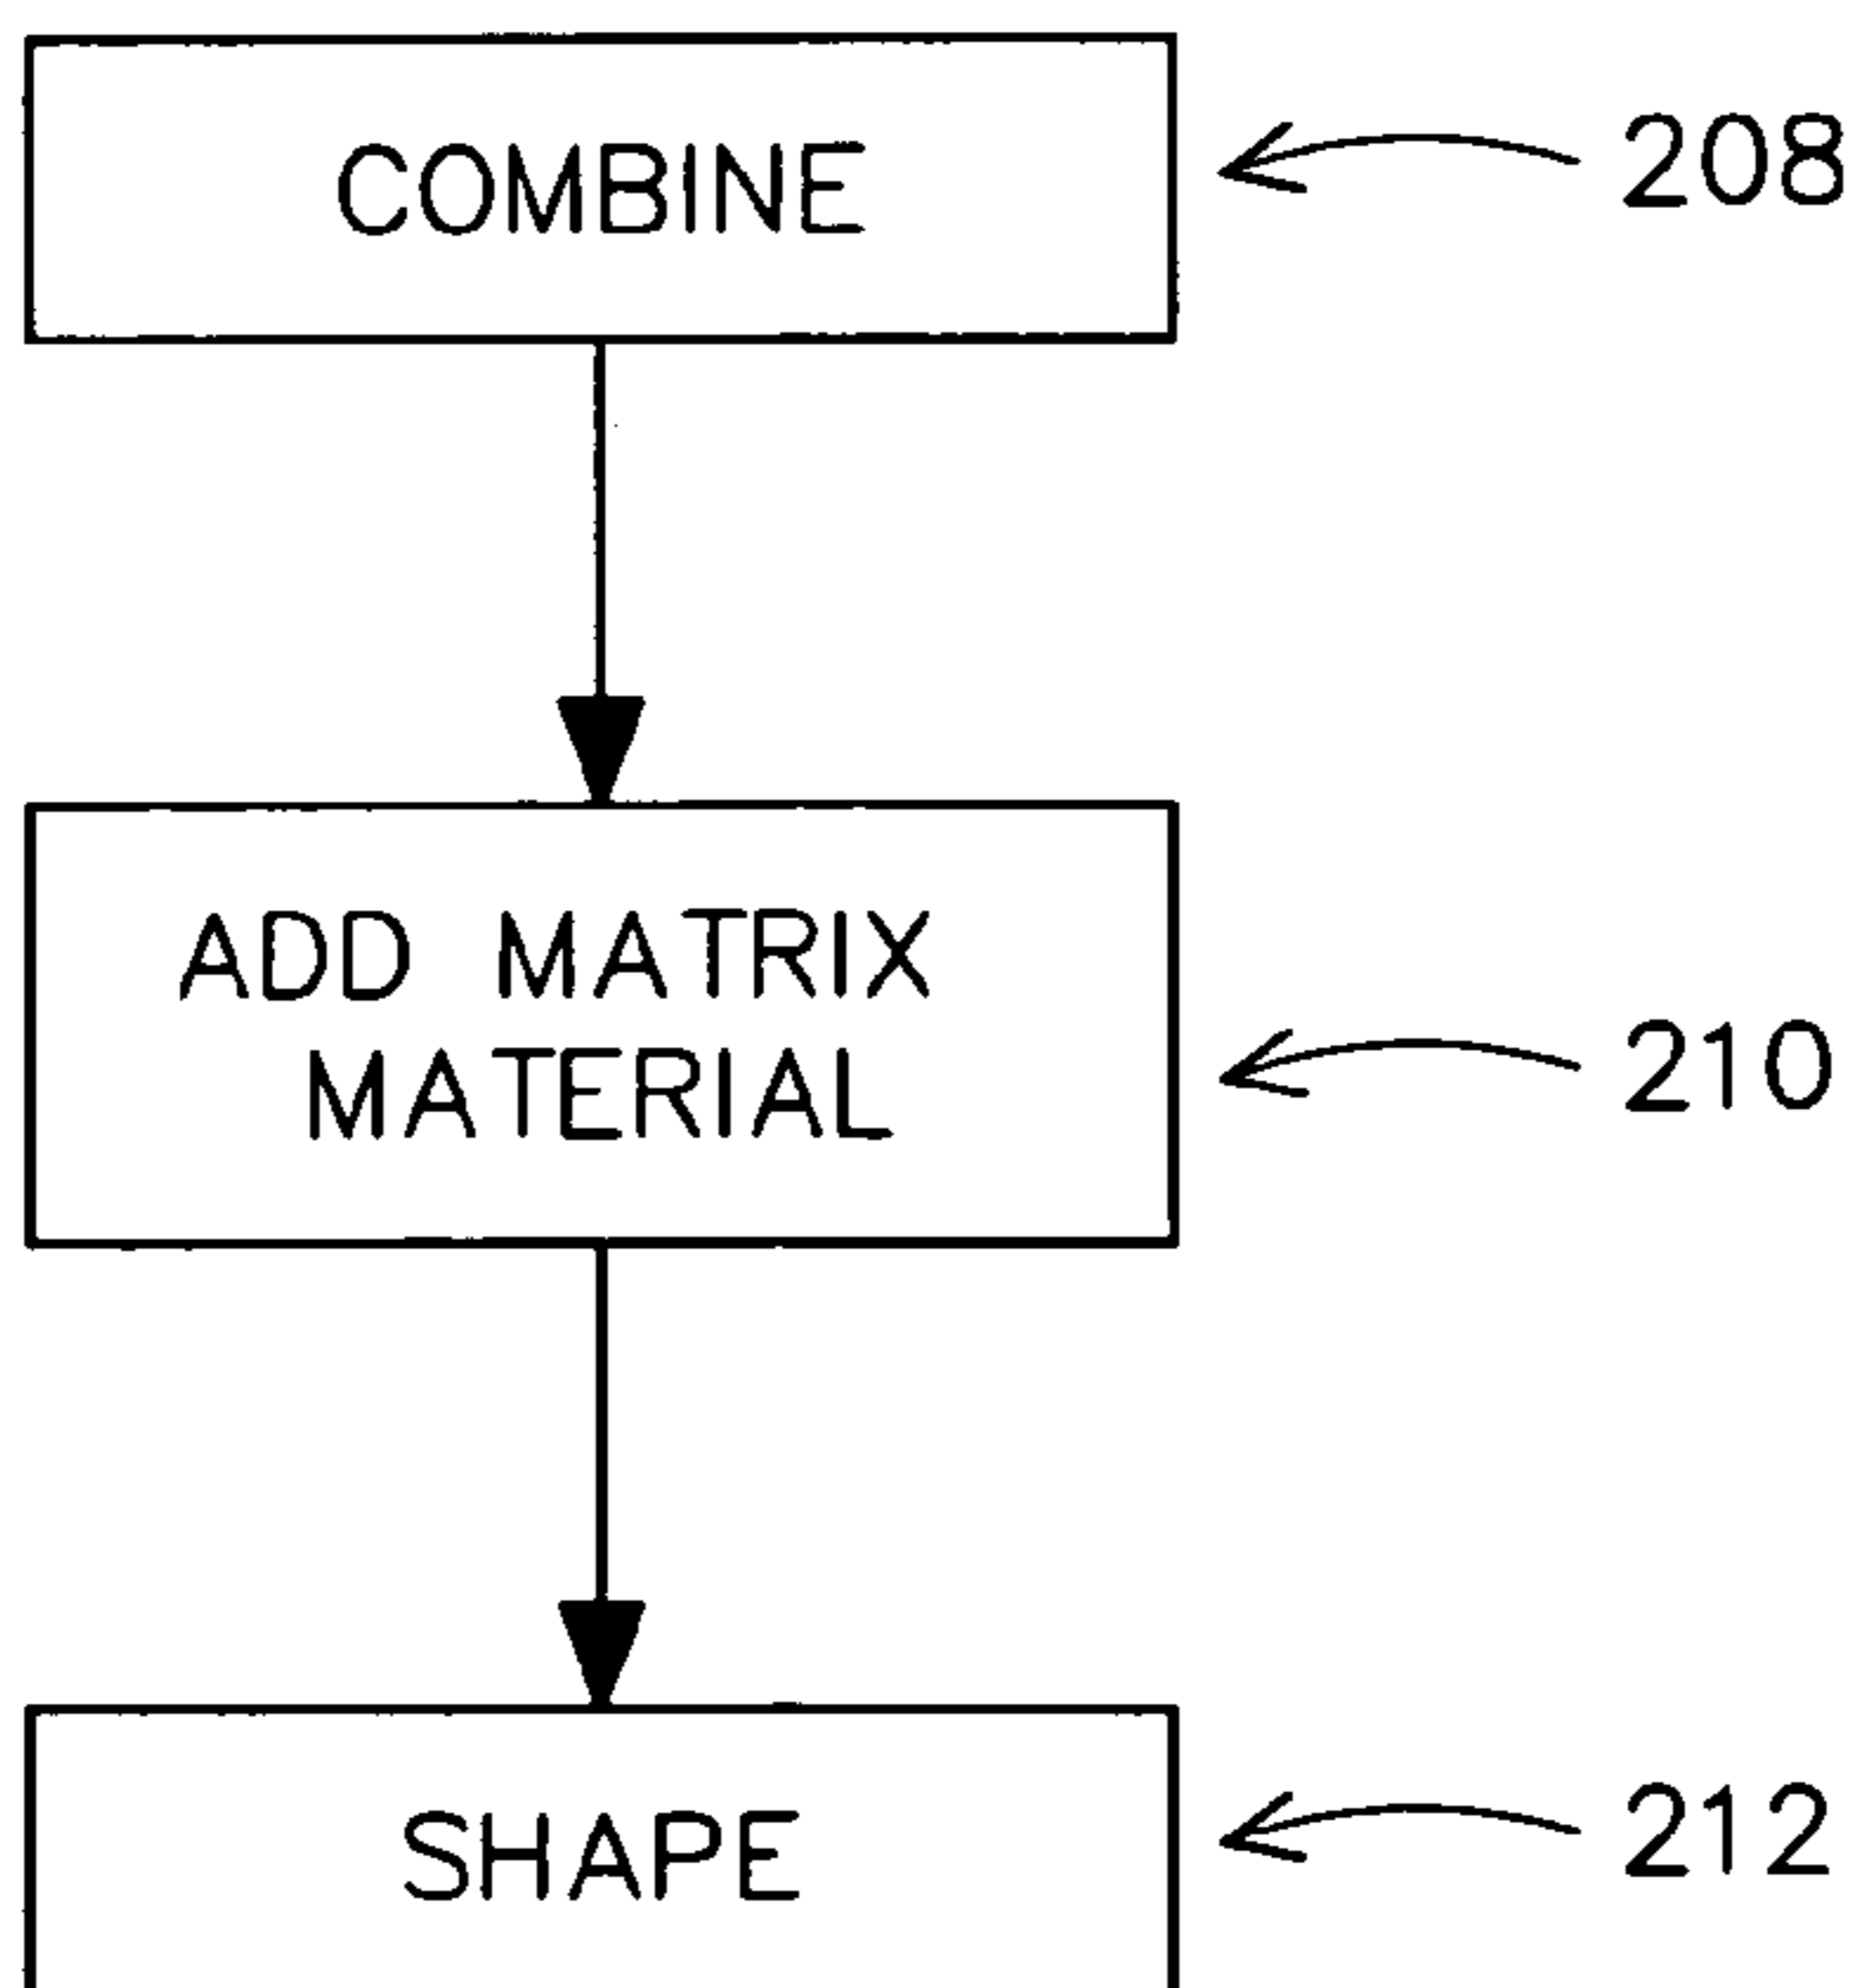 COMBINE
208
ADD MATRIX
MATERIAL
210
SHAPE
212